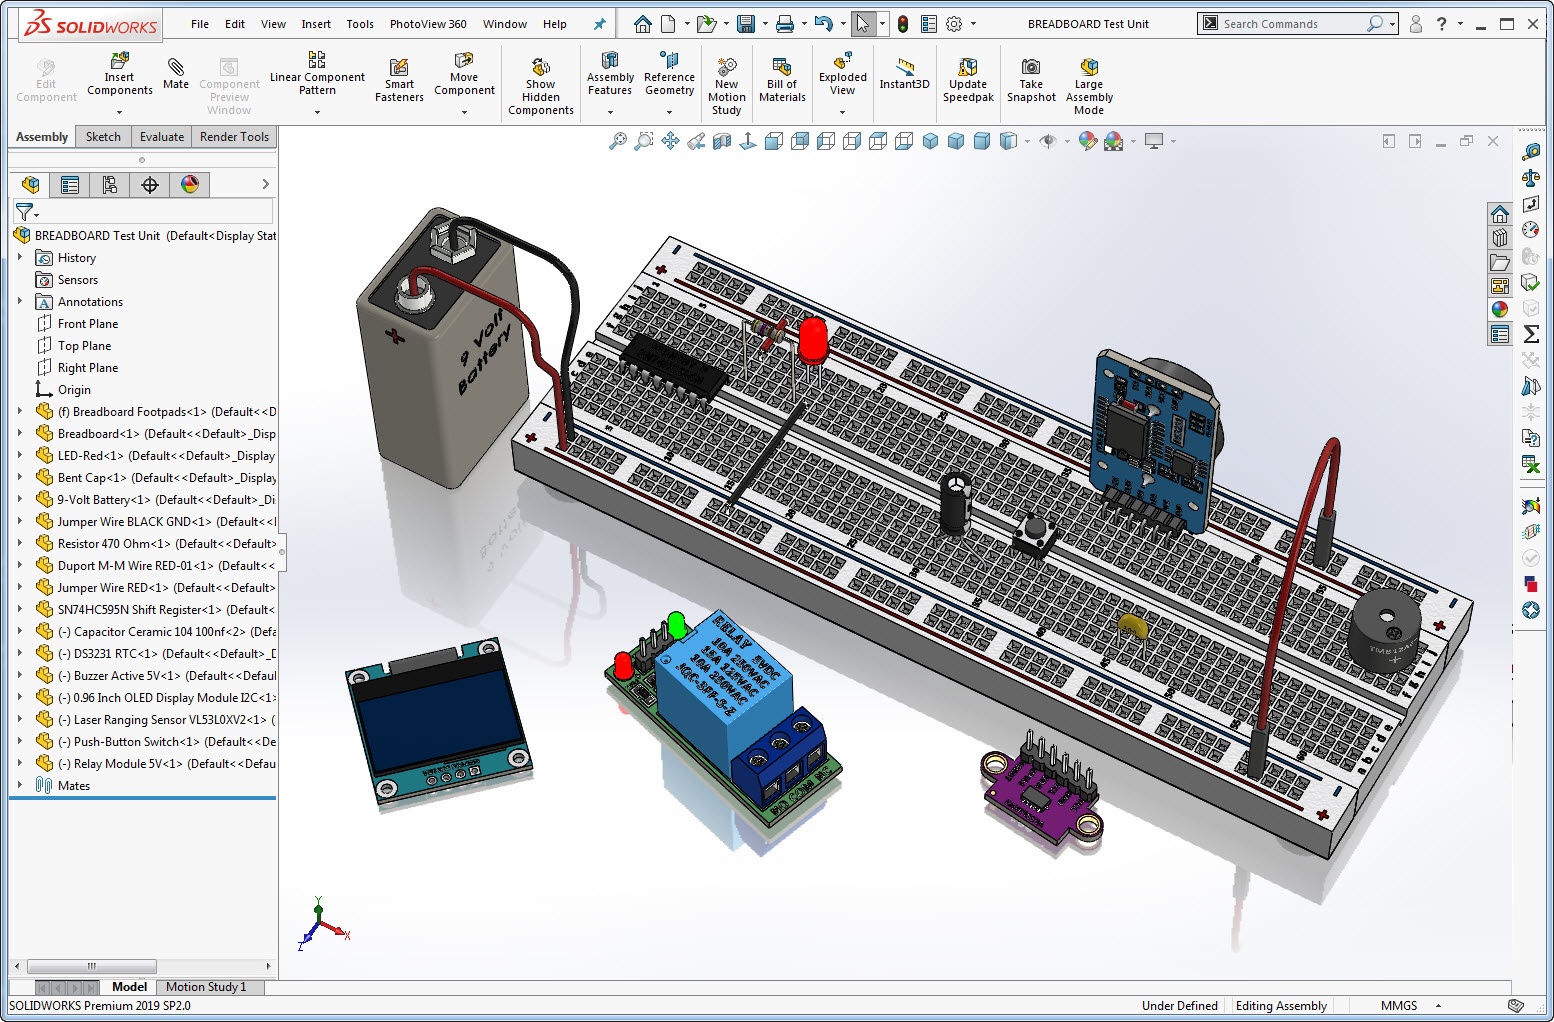 SOLIDWORKS
File Edit View Insert Tools PhotoView 360 Window Help
BREADBOARD Test Unit
Search Commands
?
Edit Component
Insert Components
Mate
Component Preview Window
Linear Component Pattern
Smart Fasteners
Move Component
Show Hidden Components
Assembly Features
Reference Geometry
New Motion Study
Bill of Materials
Exploded View
Instant3D
Update Speedpak
Take Snapshot
Large Assembly Mode
Assembly Sketch Evaluate Render Tools
BREADBOARD Test Unit (Default<Display Stat
History
Sensors
Annotations
Front Plane
Top Plane
Right Plane
Origin
(f) Breadboard Footpads<1> (Default<<D
Breadboard<1> (Default<<Default>_Disp
LED-Red<1> (Default<<Default>_Display
Bent Cap<1> (Default<<Default>_Display
9-Volt Battery<1> (Default<<Default>_Di
Jumper Wire BLACK GND<1> (Default<<I
Resistor 470 Ohm<1> (Default<<Default>
Duport M-M Wire RED-01<1> (Default<<
Jumper Wire RED<1> (Default<<Default>
SN74HC595N Shift Register<1> (Default<
(-) Capacitor Ceramic 104 100nf<2> (Defa
(-) DS3231 RTC<1> (Default<<Default>_D
(-) Buzzer Active 5V<1> (Default<<Defaul
(-) 0.96 Inch OLED Display Module I2C<1>
(-) Laser Ranging Sensor VL53L0XV2<1> (
(-) Push-Button Switch<1> (Default<<De
(-) Relay Module 5V<1> (Default<<Defau
Mates
9 Volt
Battery
RELAY 5VDC
10A 250VAC
15A 125VAC
10A 250VAC
JQC-3FF-S-Z
NO COM NC
Y
X
Z
Model Motion Study 1
SOLIDWORKS Premium 2019 SP2.0
Under Defined Editing Assembly MMGS